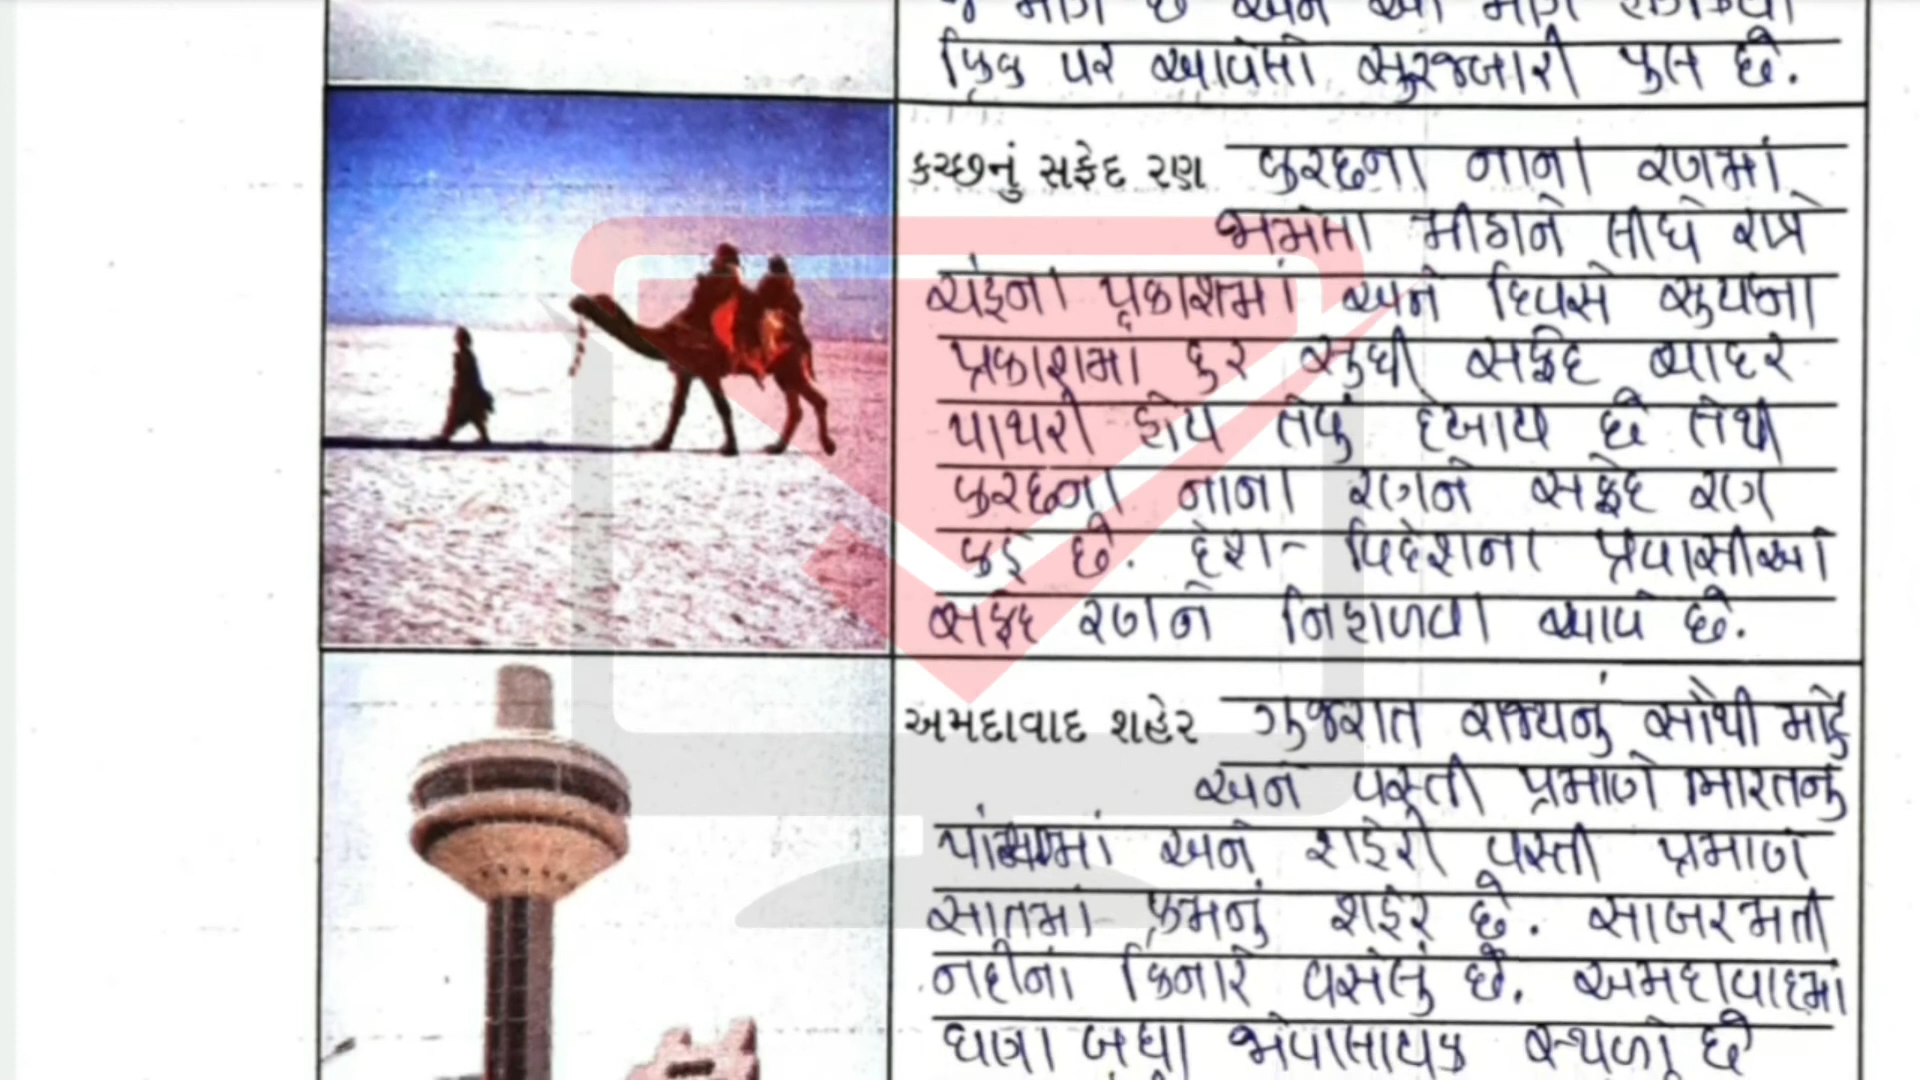 ક્રિક પર આવેલો સુરજબારી પુલ છે.
કચ્છનું સફેદ રણ કચ્છના નાના રણમાં
જામેલા મીઠાને લીધે રાત્રે
ચંદ્રના પ્રકાશમાં અને દિવસે સુર્યના
પ્રકાશમાં દુર સુધી સફેદ ચાદર
પાથરી હોય તેવું દેખાય છે તેથી
કચ્છના નાના રણને સફેદ રણ
કહે છે. દેશ-વિદેશના પ્રવાસીઓ
સફેદ રણને નિહાળવા આવે છે.
અમદાવાદ શહેર ગુજરાત રાજ્યનું સૌથી મોટું
અને વસ્તી પ્રમાણે ભારતનું
અને શહેરી વસ્તી પ્રમાણે
સાતમાં ક્રમનું શહેર છે. સાબરમતી
નદીના કિનારે વસેલું છે. અમદાવાદમાં
ઘણા બધા જોવાલાયક સ્થળો છે